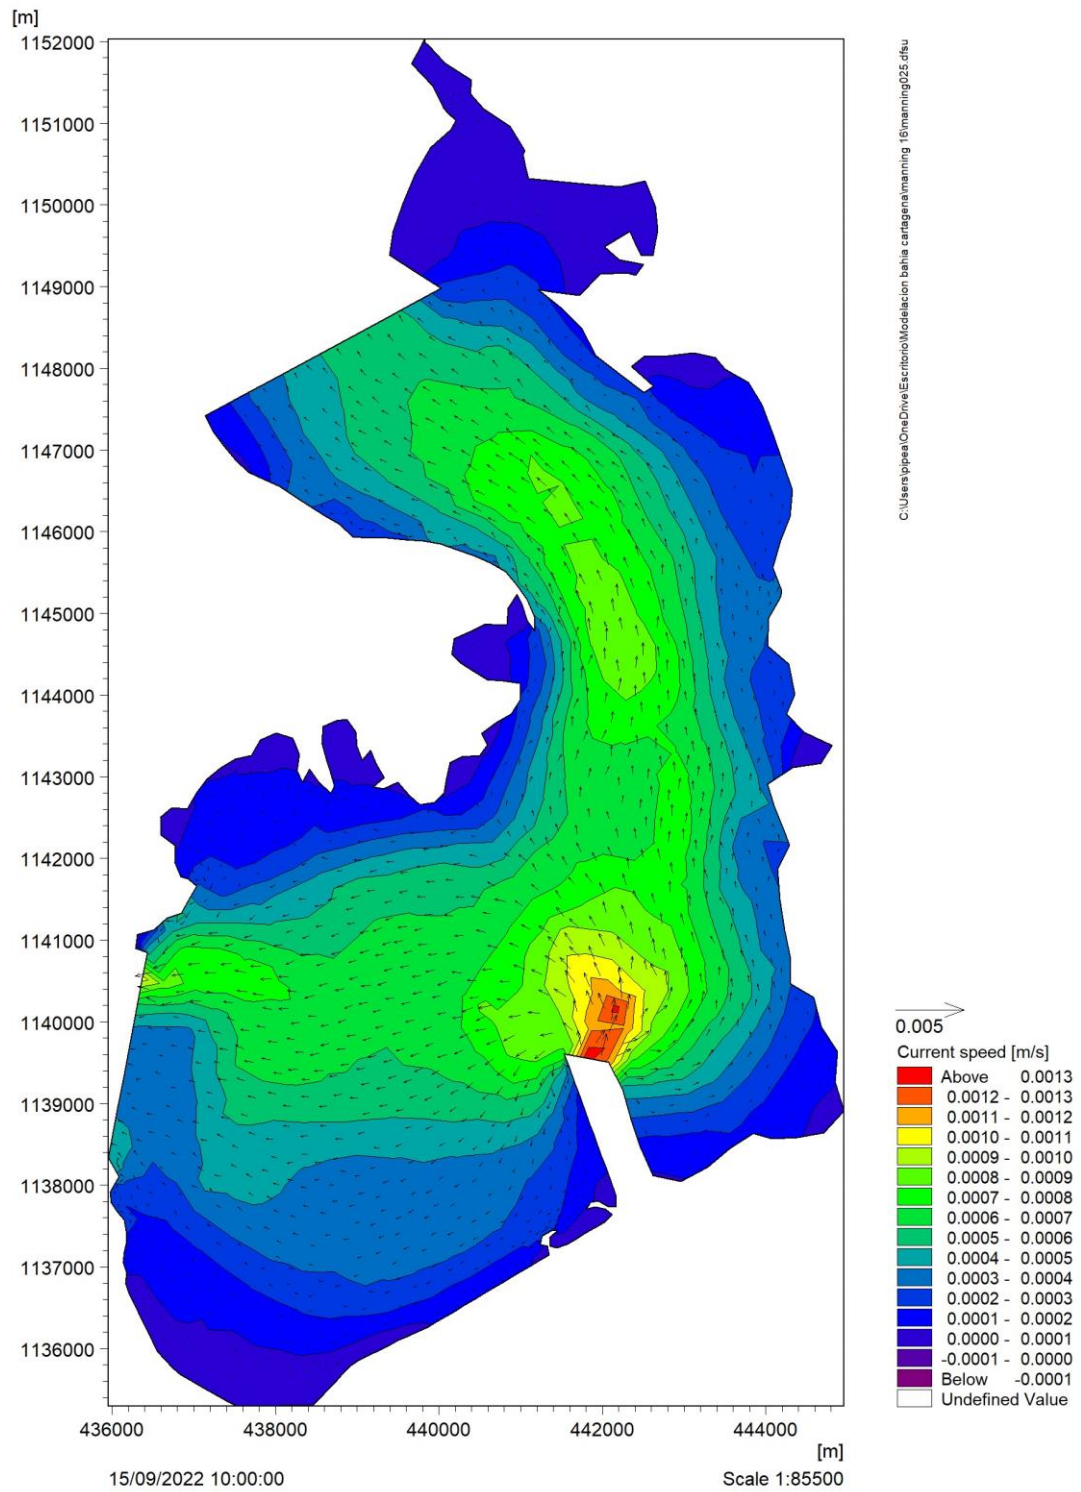 [m]
1152000
1151000
1150000
1149000
1148000
1147000
1146000
1145000
1144000
1143000
1142000
1141000
1140000
1139000
1138000
1137000
1136000
436000 438000 440000 442000 444000
[m]
15/09/2022 10:00:00
Scale 1:85500
C:\Users\pipea\OneDrive\Escritorio\Modelacion bahia cartagena\manning 16\manning025.dfsu
0.005
Current speed [m/s]
Above 0.0013
0.0012 - 0.0013
0.0011 - 0.0012
0.0010 - 0.0011
0.0009 - 0.0010
0.0008 - 0.0009
0.0007 - 0.0008
0.0006 - 0.0007
0.0005 - 0.0006
0.0004 - 0.0005
0.0003 - 0.0004
0.0002 - 0.0003
0.0001 - 0.0002
0.0000 - 0.0001
-0.0001 - 0.0000
Below -0.0001
Undefined Value